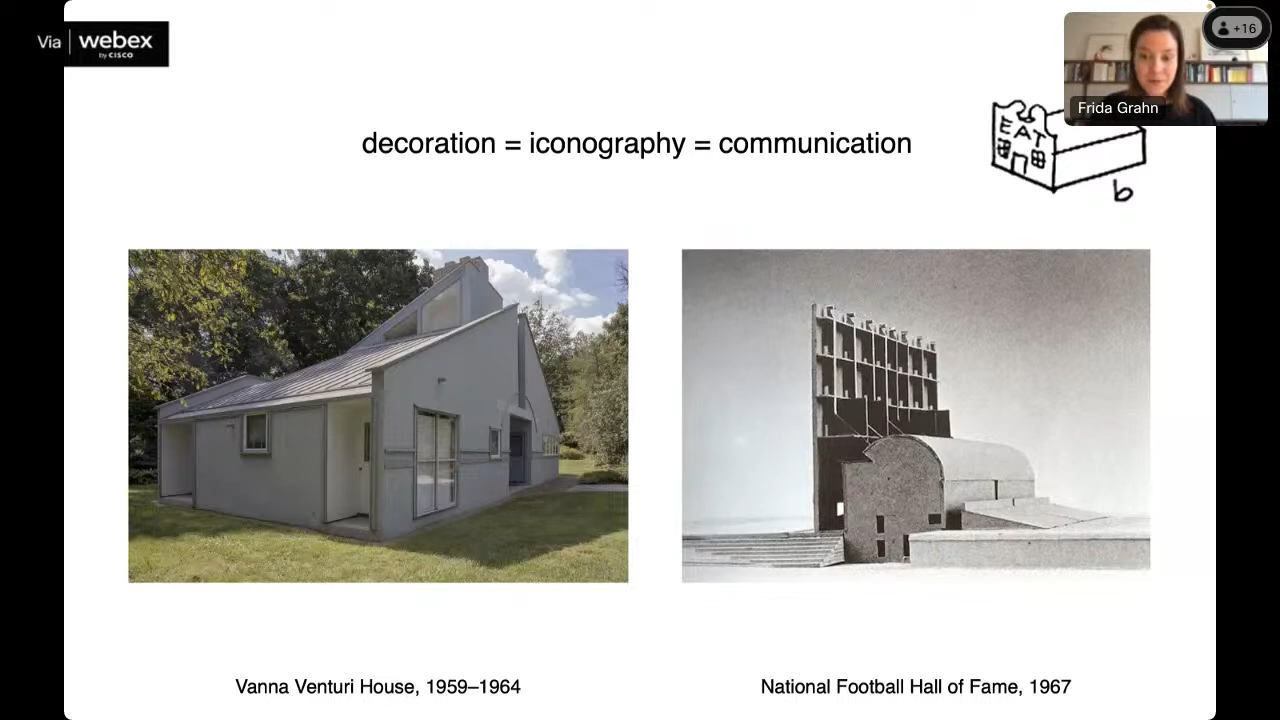 Via webex
by CISCO
+16
Frida Grahn
decoration = iconography = communication
EAT
b
Vanna Venturi House, 1959–1964
National Football Hall of Fame, 1967